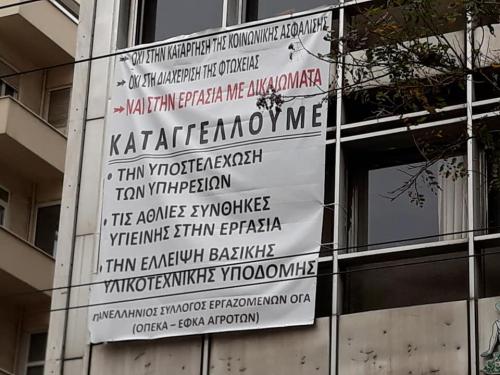 → ΟΧΙ ΣΤΗΝ ΚΑΤΑΡΓΗΣΗ ΤΗΣ ΚΟΙΝΩΝΙΚΗΣ ΑΣΦΑΛΙΣΗΣ
→ ΟΧΙ ΣΤΗ ΔΙΑΧΕΙΡΙΣΗ ΤΗΣ ΦΤΩΧΕΙΑΣ
→ ΝΑΙ ΣΤΗΝ ΕΡΓΑΣΙΑ ΜΕ ΔΙΚΑΙΩΜΑΤΑ
ΚΑΤΑΓΓΕΛΛΟΥΜΕ
• ΤΗΝ ΥΠΟΣΤΕΛΕΧΩΣΗ
ΤΩΝ ΥΠΗΡΕΣΙΩΝ
• ΤΙΣ ΑΘΛΙΕΣ ΣΥΝΘΗΚΕΣ
ΥΓΙΕΙΝΗΣ ΣΤΗΝ ΕΡΓΑΣΙΑ
• ΤΗΝ ΕΛΛΕΙΨΗ ΒΑΣΙΚΗΣ
ΥΛΙΚΟΤΕΧΝΙΚΗΣ ΥΠΟΔΟΜΗΣ
ΠΑΝΕΛΛΗΝΙΟΣ ΣΥΛΛΟΓΟΣ ΕΡΓΑΖΟΜΕΝΩΝ ΟΓΑ
(ΟΠΕΚΑ – ΕΦΚΑ ΑΓΡΟΤΩΝ)